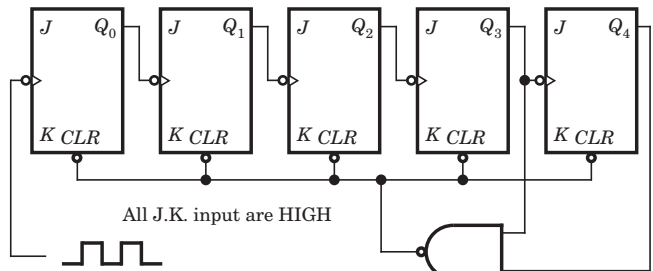 J Q₀
J Q₁
J Q₂
J Q₃
J Q₄
K CLR
K CLR
K CLR
K CLR
K CLR
All J.K. input are HIGH